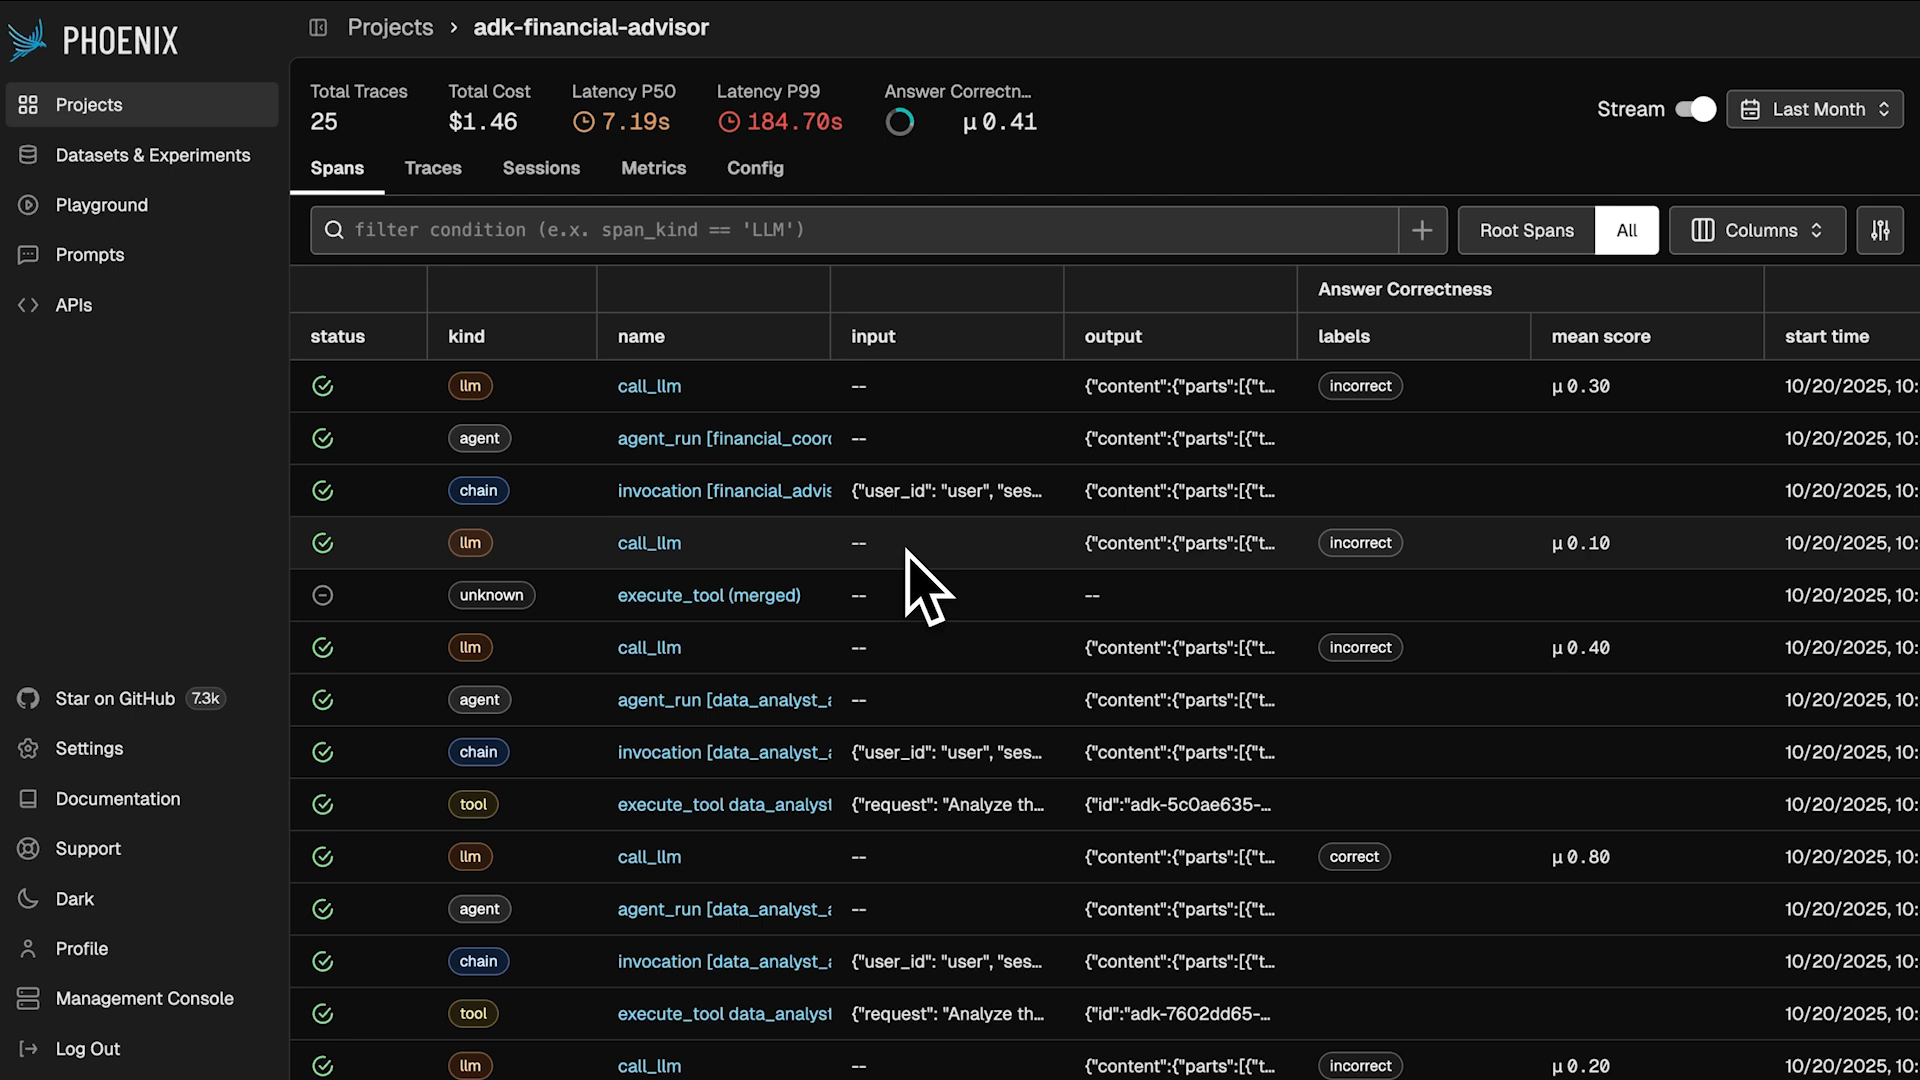 PHOENIX
Projects
Datasets & Experiments
Playground
Prompts
APIs
Star on GitHub 7.3k
Settings
Documentation
Support
Dark
Profile
Management Console
Log Out
Projects › adk-financial-advisor
Total Traces Total Cost Latency P50 Latency P99 Answer Correctn...
25 $1.46 7.19s 184.70s μ 0.41
Stream Last Month
Spans Traces Sessions Metrics Config
filter condition (e.x. span_kind == 'LLM') + Root Spans All Columns
Answer Correctness
status kind name input output labels mean score start time
llm call_llm -- {"content":{"parts":[{"t... incorrect μ 0.30 10/20/2025, 10:
agent agent_run [financial_coord -- {"content":{"parts":[{"t... 10/20/2025, 10:
chain invocation [financial_advis {"user_id": "user", "ses... {"content":{"parts":[{"t... 10/20/2025, 10:
llm call_llm -- {"content":{"parts":[{"t... incorrect μ 0.10 10/20/2025, 10:
unknown execute_tool (merged) -- -- 10/20/2025, 10:
llm call_llm -- {"content":{"parts":[{"t... incorrect μ 0.40 10/20/2025, 10:
agent agent_run [data_analyst_a -- {"content":{"parts":[{"t... 10/20/2025, 10:
chain invocation [data_analyst_a {"user_id": "user", "ses... {"content":{"parts":[{"t... 10/20/2025, 10:
tool execute_tool data_analyst {"request": "Analyze th... {"id":"adk-5c0ae635-... 10/20/2025, 10:
llm call_llm -- {"content":{"parts":[{"t... correct μ 0.80 10/20/2025, 10:
agent agent_run [data_analyst_a -- {"content":{"parts":[{"t... 10/20/2025, 10:
chain invocation [data_analyst_a {"user_id": "user", "ses... {"content":{"parts":[{"t... 10/20/2025, 10:
tool execute_tool data_analyst {"request": "Analyze th... {"id":"adk-7602dd65-... 10/20/2025, 10:
llm call_llm -- {"content":{"parts":[{"t... incorrect μ 0.20 10/20/2025, 10: